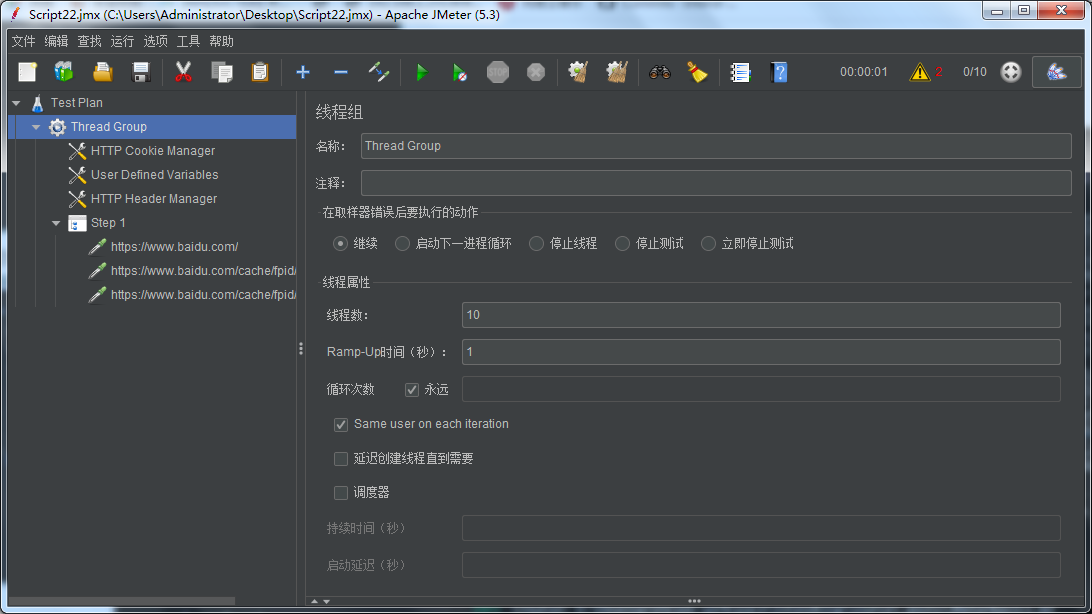 Script22.jmx (C:\Users\Administrator\Desktop\Script22.jmx) - Apache JMeter (5.3)
文件 编辑 查找 运行 选项 工具 帮助
STOP 00:00:01 2 0/10
Test Plan
Thread Group
HTTP Cookie Manager
User Defined Variables
HTTP Header Manager
Step 1
https://www.baidu.com/
https://www.baidu.com/cache/fpid/
https://www.baidu.com/cache/fpid/
线程组
名称： Thread Group
注释：
在取样器错误后要执行的动作
继续 启动下一进程循环 停止线程 停止测试 立即停止测试
线程属性
线程数： 10
Ramp-Up时间（秒）： 1
循环次数 永远
Same user on each iteration
延迟创建线程直到需要
调度器
持续时间（秒）
启动延迟（秒）